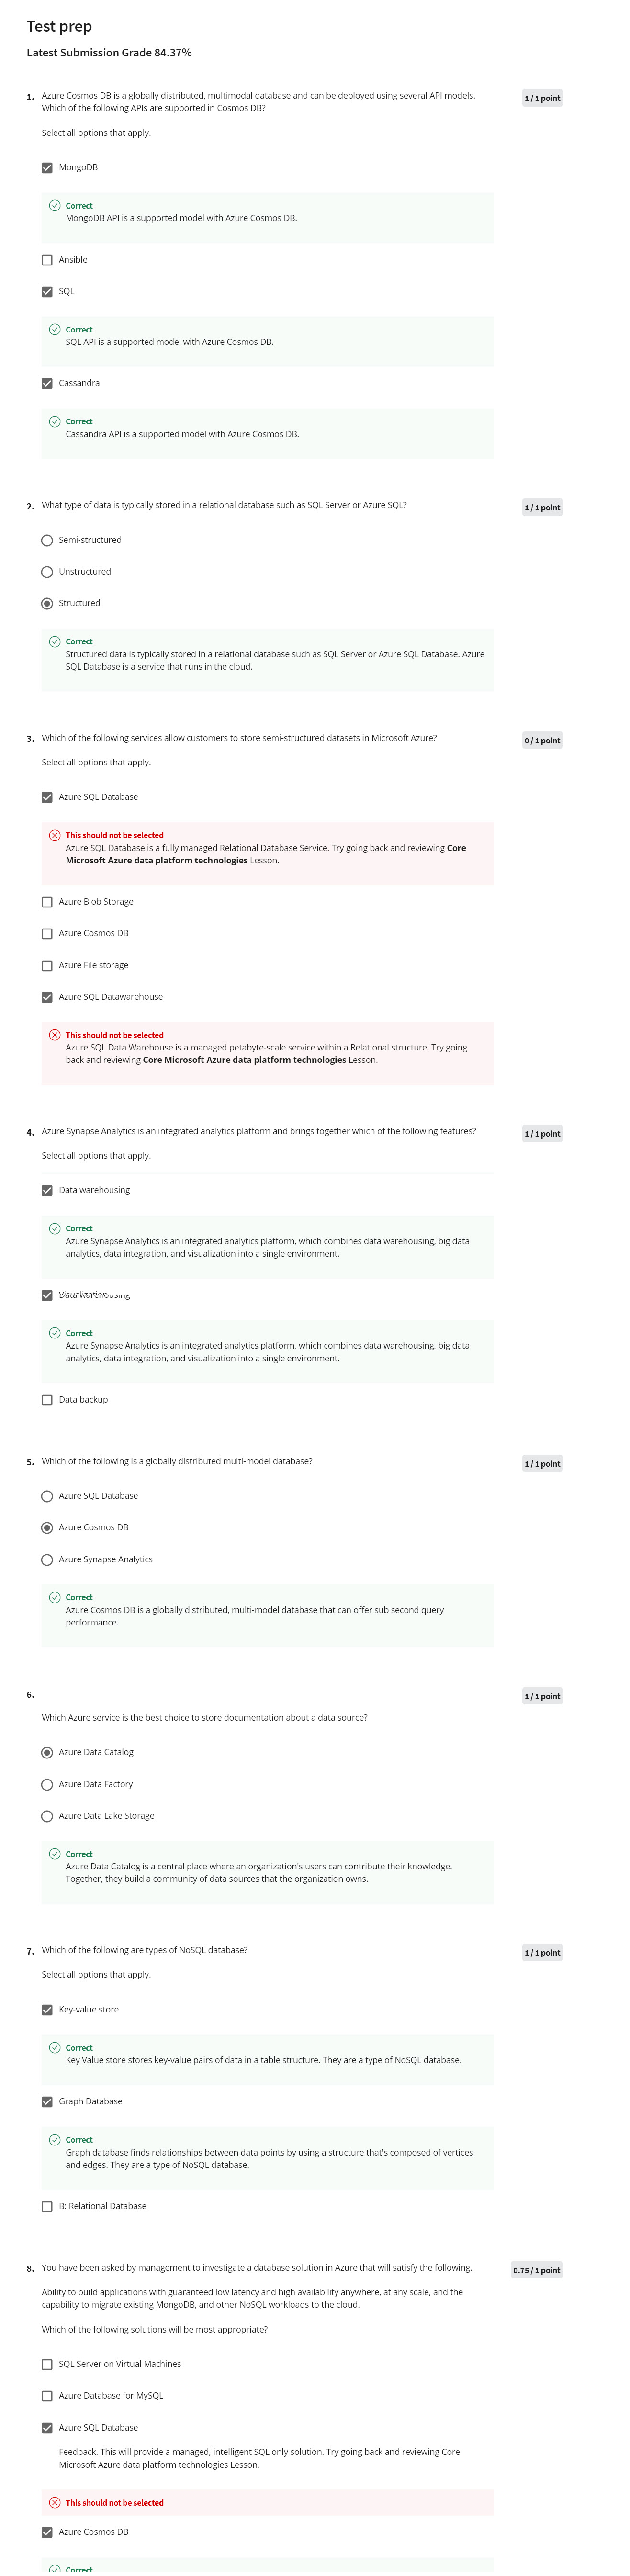 Test prep
Latest Submission Grade 84.37%
1. Azure Cosmos DB is a globally distributed, multimodal database and can be deployed using several API models. 1 / 1 point
Which of the following APIs are supported in Cosmos DB?
Select all options that apply.
MongoDB
Correct
MongoDB API is a supported model with Azure Cosmos DB.
Ansible
SQL
Correct
SQL API is a supported model with Azure Cosmos DB.
Cassandra
Correct
Cassandra API is a supported model with Azure Cosmos DB.
2. What type of data is typically stored in a relational database such as SQL Server or Azure SQL? 1 / 1 point
Semi-structured
Unstructured
Structured
Correct
Structured data is typically stored in a relational database such as SQL Server or Azure SQL Database. Azure
SQL Database is a service that runs in the cloud.
3. Which of the following services allow customers to store semi-structured datasets in Microsoft Azure? 0 / 1 point
Select all options that apply.
Azure SQL Database
This should not be selected
Azure SQL Database is a fully managed Relational Database Service. Try going back and reviewing Core
Microsoft Azure data platform technologies Lesson.
Azure Blob Storage
Azure Cosmos DB
Azure File storage
Azure SQL Datawarehouse
This should not be selected
Azure SQL Data Warehouse is a managed petabyte-scale service within a Relational structure. Try going
back and reviewing Core Microsoft Azure data platform technologies Lesson.
4. Azure Synapse Analytics is an integrated analytics platform and brings together which of the following features? 1 / 1 point
Select all options that apply.
Data warehousing
Correct
Azure Synapse Analytics is an integrated analytics platform, which combines data warehousing, big data
analytics, data integration, and visualization into a single environment.
Correct
Azure Synapse Analytics is an integrated analytics platform, which combines data warehousing, big data
analytics, data integration, and visualization into a single environment.
Data backup
5. Which of the following is a globally distributed multi-model database? 1 / 1 point
Azure SQL Database
Azure Cosmos DB
Azure Synapse Analytics
Correct
Azure Cosmos DB is a globally distributed, multi-model database that can offer sub second query
performance.
6. 1 / 1 point
Which Azure service is the best choice to store documentation about a data source?
Azure Data Catalog
Azure Data Factory
Azure Data Lake Storage
Correct
Azure Data Catalog is a central place where an organization's users can contribute their knowledge.
Together, they build a community of data sources that the organization owns.
7. Which of the following are types of NoSQL database? 1 / 1 point
Select all options that apply.
Key-value store
Correct
Key Value store stores key-value pairs of data in a table structure. They are a type of NoSQL database.
Graph Database
Correct
Graph database finds relationships between data points by using a structure that's composed of vertices
and edges. They are a type of NoSQL database.
B: Relational Database
8. You have been asked by management to investigate a database solution in Azure that will satisfy the following. 0.75 / 1 point
Ability to build applications with guaranteed low latency and high availability anywhere, at any scale, and the
capability to migrate existing MongoDB, and other NoSQL workloads to the cloud.
Which of the following solutions will be most appropriate?
SQL Server on Virtual Machines
Azure Database for MySQL
Azure SQL Database
Feedback. This will provide a managed, intelligent SQL only solution. Try going back and reviewing Core
Microsoft Azure data platform technologies Lesson.
This should not be selected
Azure Cosmos DB
Correct